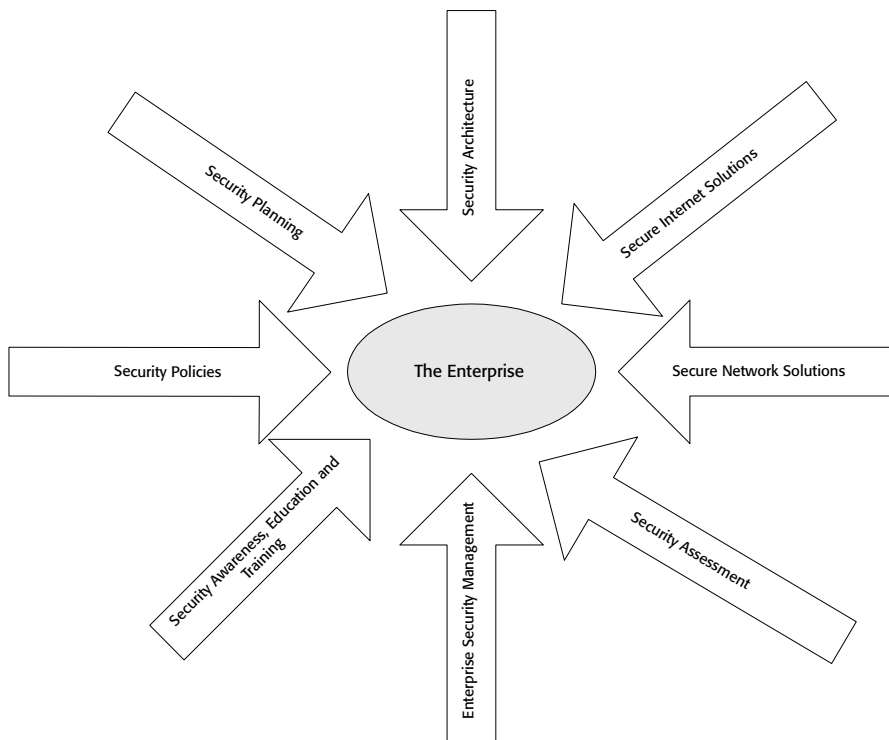 Security Architecture
Security Planning
Secure Internet Solutions
Security Policies
The Enterprise
Secure Network Solutions
Security Awareness, Education and
Training
Enterprise Security Management
Security Assessment